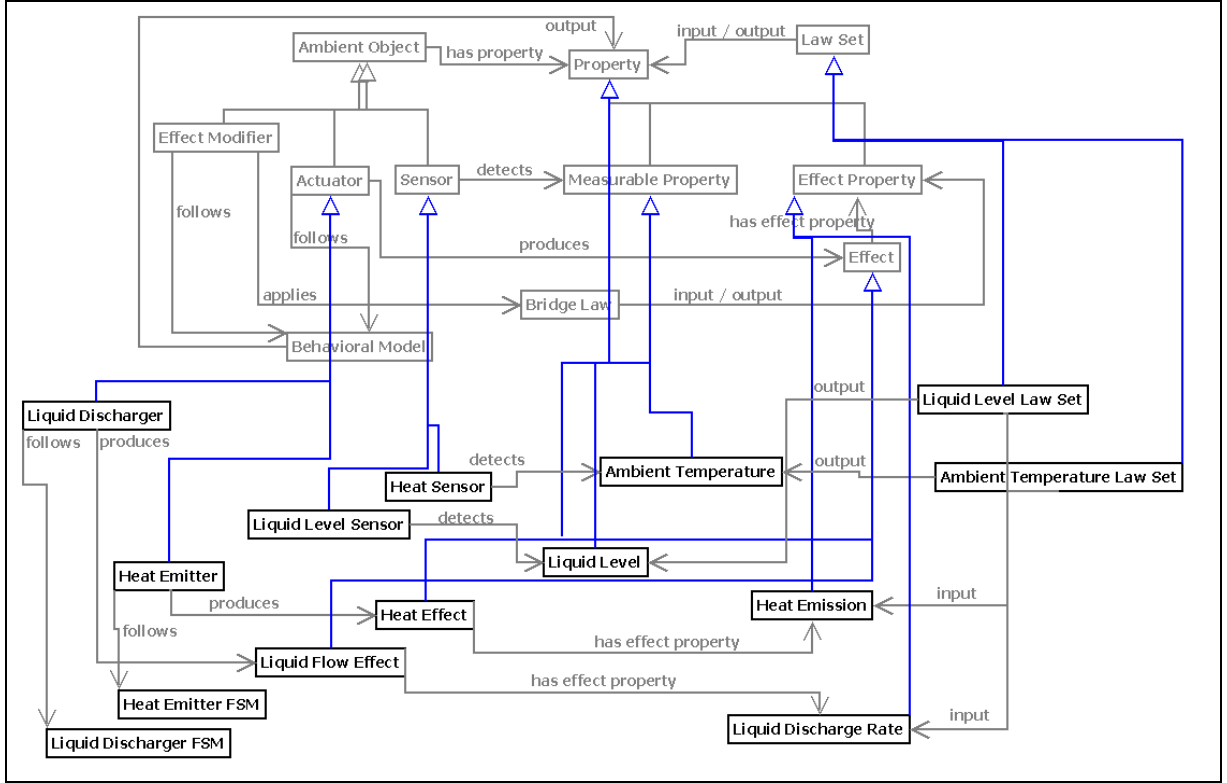 output
input / output
Law Set
Ambient Object
has property
Property
Effect Modifier
Actuator
Sensor
detects
Measurable Property
Effect Property
follows
has effect property
follows
produces
Effect
applies
Bridge Law
input / output
Behavioral Model
output
Liquid Level Law Set
Liquid Discharger
follows
produces
detects
Ambient Temperature
output
Ambient Temperature Law Set
Heat Sensor
Liquid Level Sensor
detects
Liquid Level
Heat Emitter
produces
Heat Effect
Heat Emission
input
follows
has effect property
Liquid Flow Effect
has effect property
Heat Emitter FSM
Liquid Discharge Rate
input
Liquid Discharger FSM